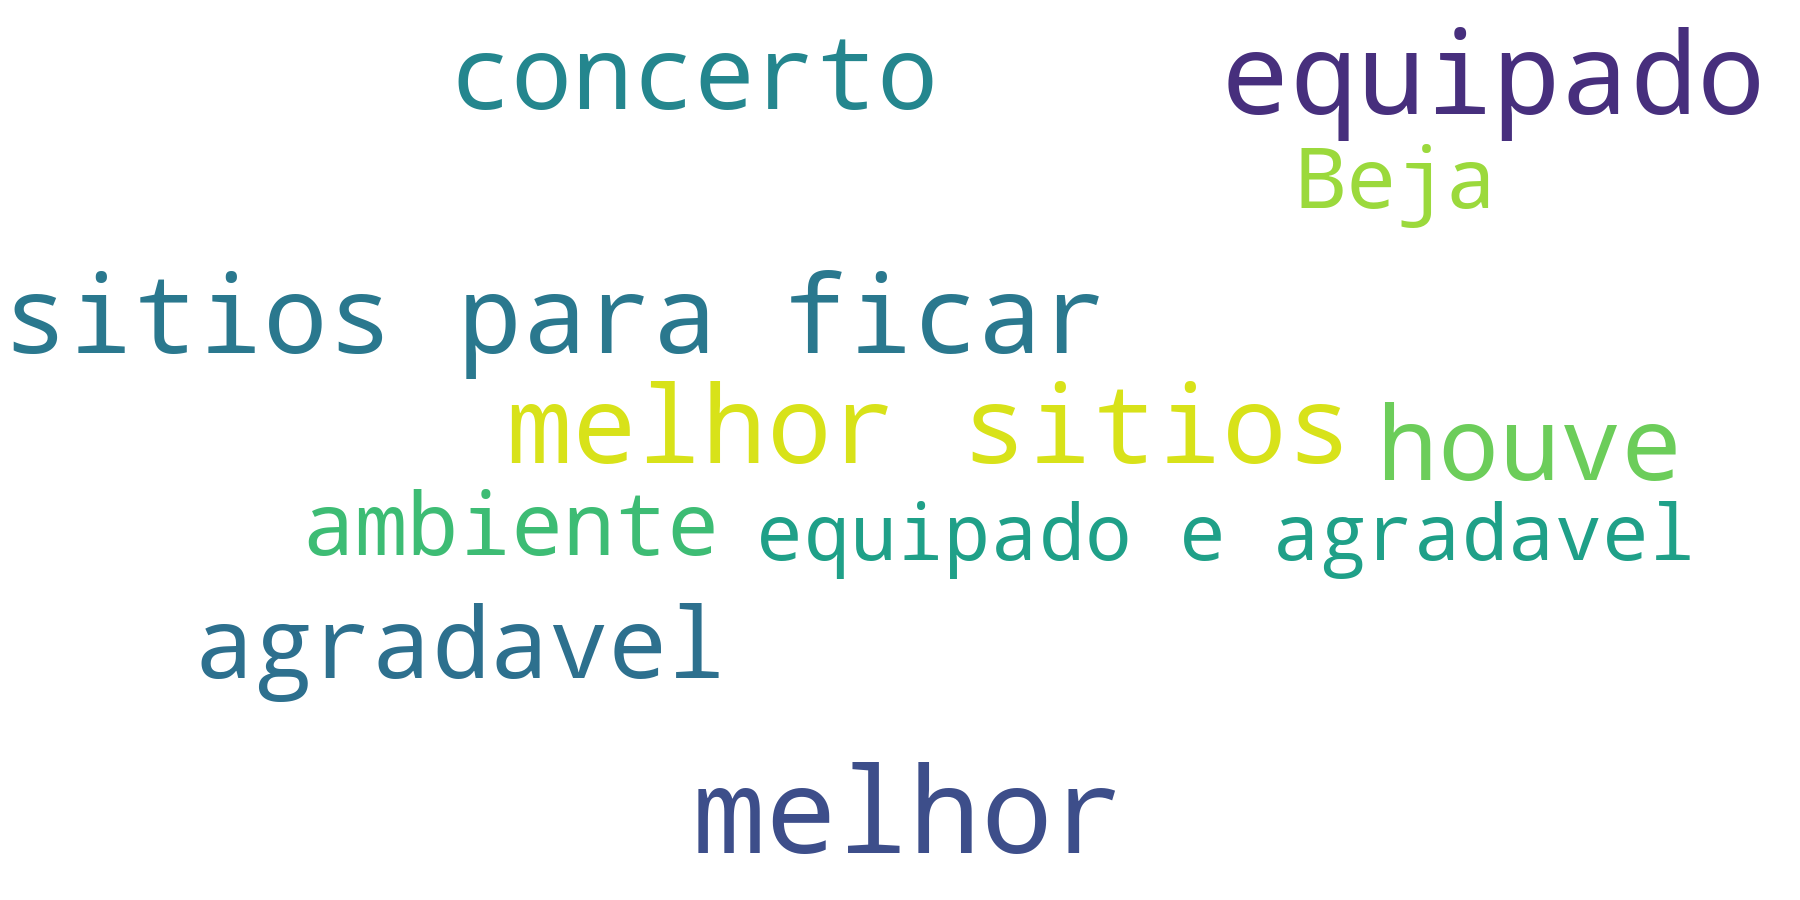 concerto
equipado
Beja
sitios para ficar
melhor sitios
houve
ambiente
equipado e agradavel
agradavel
melhor